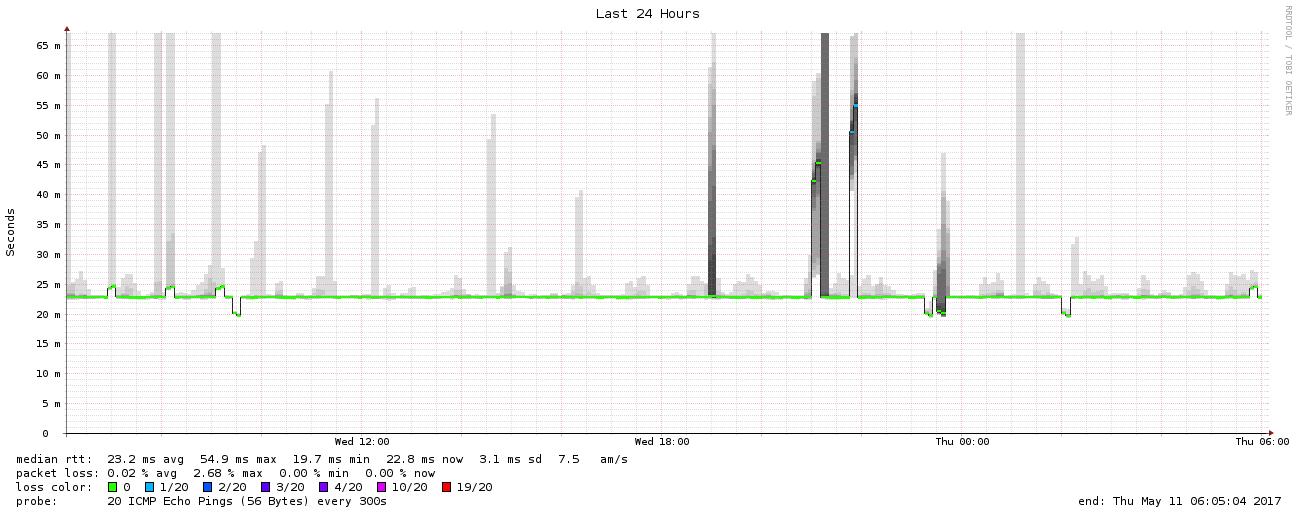 Last 24 Hours
RRDTOOL / TOBI OETIKER
Seconds
65 m
60 m
55 m
50 m
45 m
40 m
35 m
30 m
25 m
20 m
15 m
10 m
5 m
0
Wed 12:00 Wed 18:00 Thu 00:00 Thu 06:00
median rtt: 23.2 ms avg 54.9 ms max 19.7 ms min 22.8 ms now 3.1 ms sd 7.5 am/s
packet loss: 0.02 % avg 2.68 % max 0.00 % min 0.00 % now
loss color: 0 1/20 2/20 3/20 4/20 10/20 19/20
probe: 20 ICMP Echo Pings (56 Bytes) every 300s end: Thu May 11 06:05:04 2017